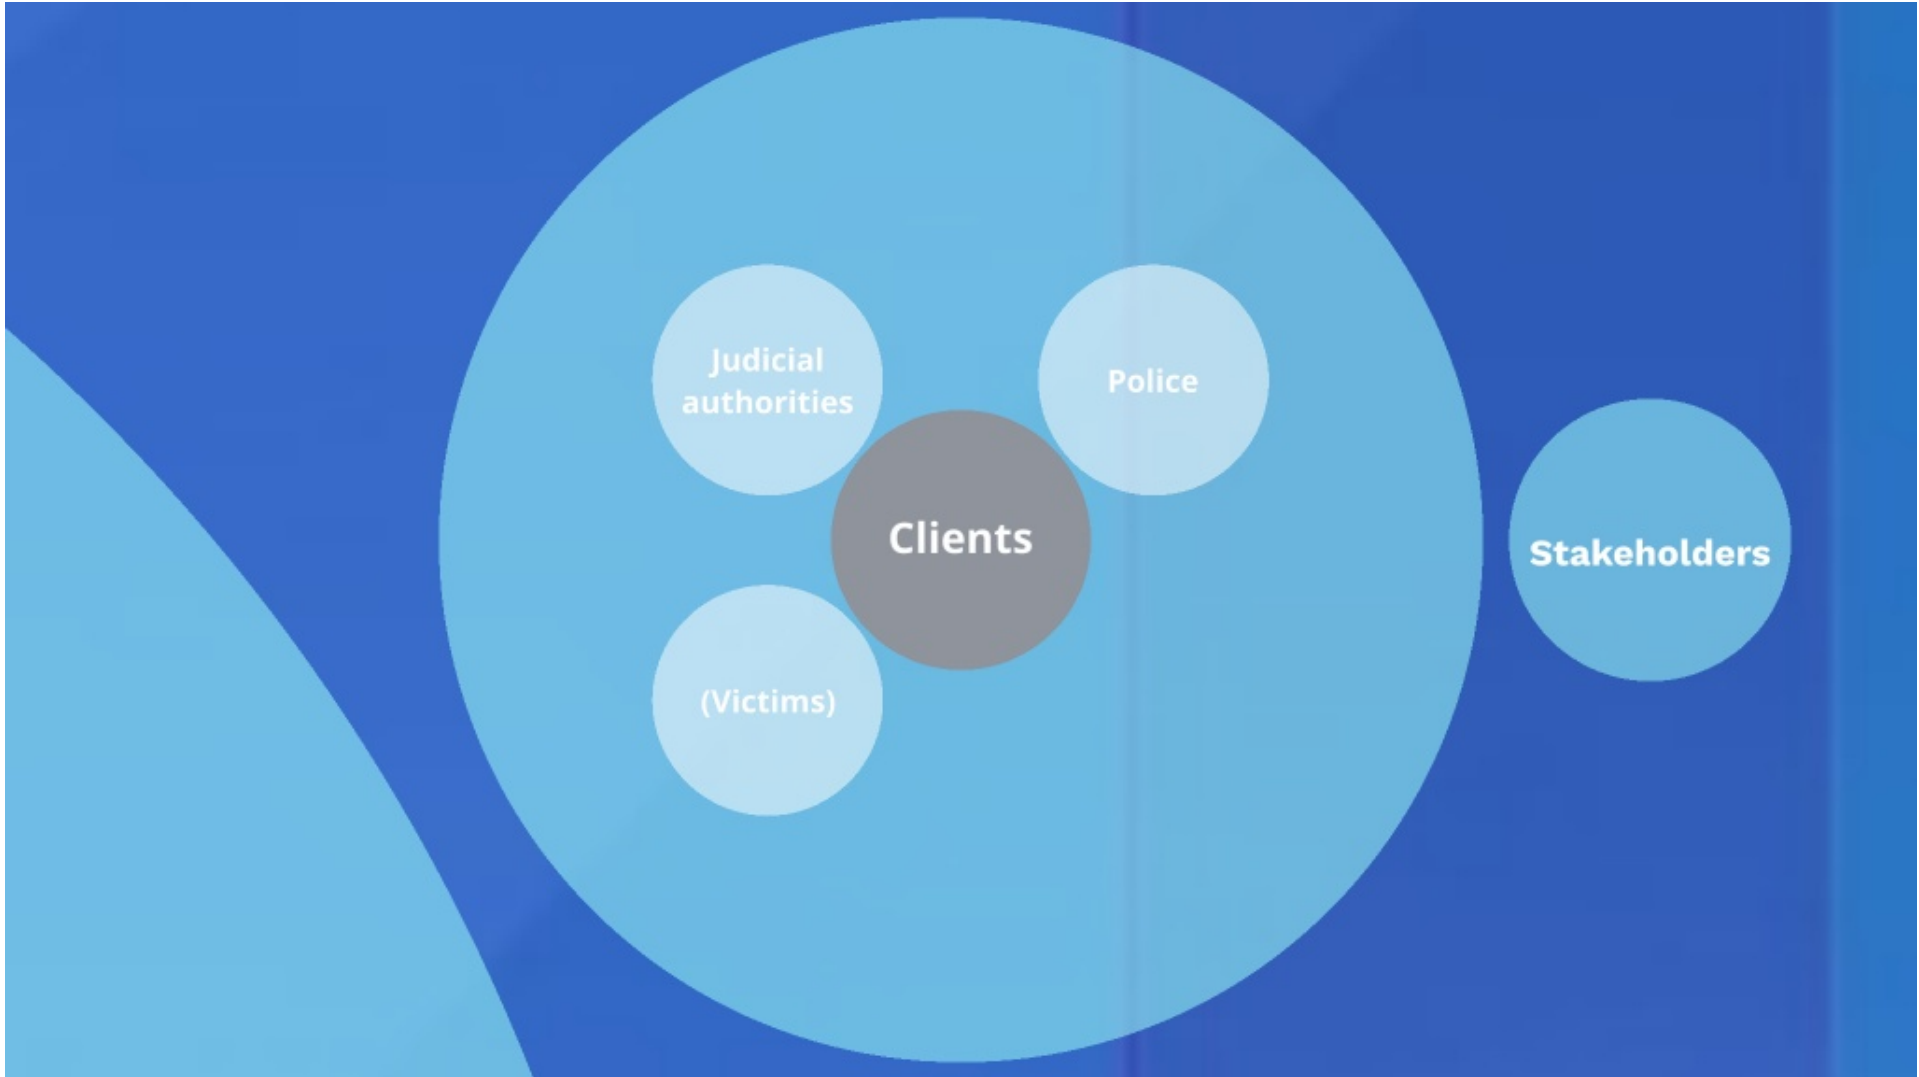 Judicial
authorities
Police
Clients
Stakeholders
(Victims)